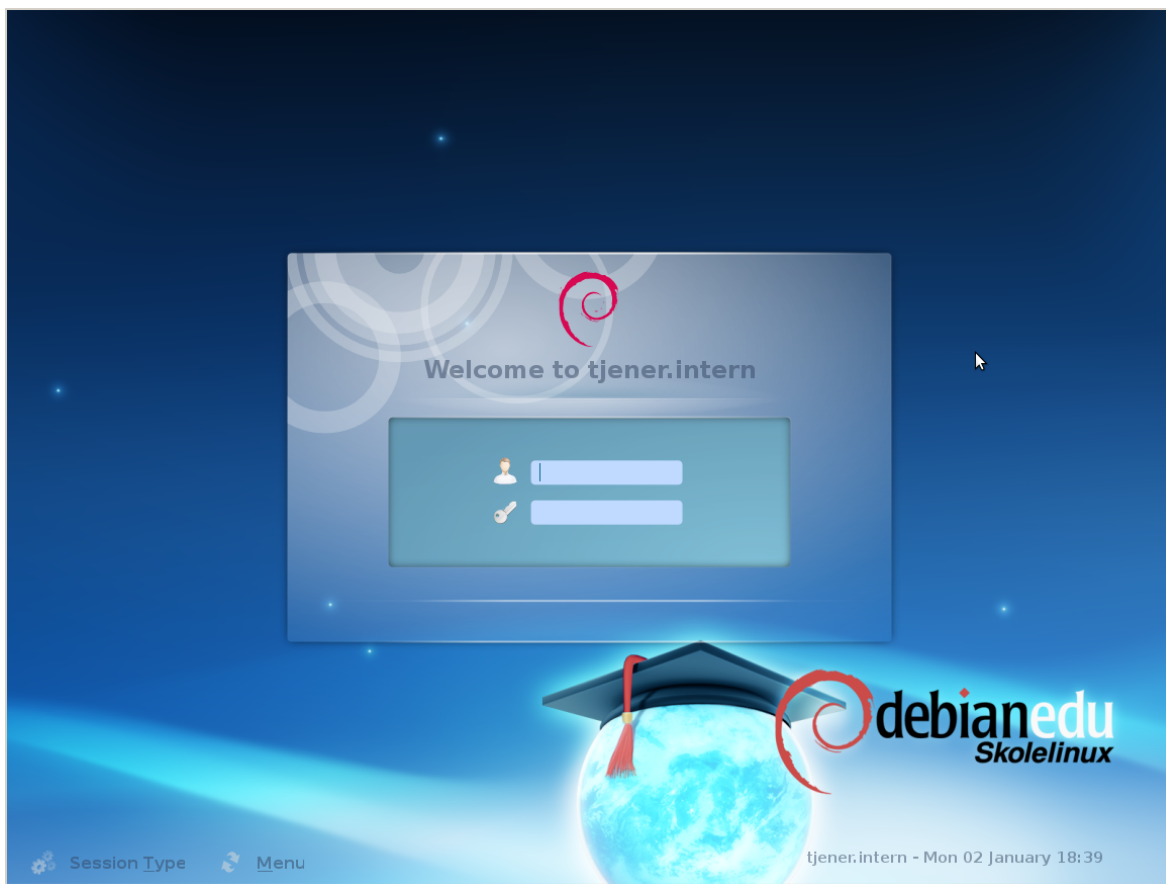 Welcome to tjener.intern
debianedu
Skolelinux
Session Type
Menu
tjener.intern - Mon 02 January 18:39